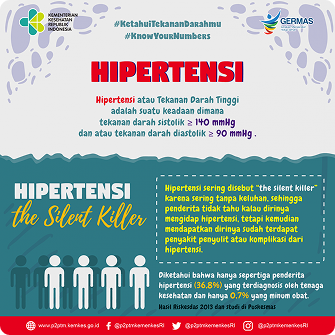 KEMENTERIAN
KESEHATAN
REPUBLIK
INDONESIA
#KetahuiTekananDarahmu
#KnowYourNumbers
GERMAS
HIPERTENSI
Hipertensi atau Tekanan Darah Tinggi
adalah suatu keadaan dimana
tekanan darah sistolik ≥ 140 mmHg
dan atau tekanan darah diastolik ≥ 90 mmHg .
HIPERTENSI
the Silent Killer
Hipertensi sering disebut "the silent killer"
karena sering tanpa keluhan, sehingga
penderita tidak tahu kalau dirinya
mengidap hipertensi, tetapi kemudian
mendapatkan dirinya sudah terdapat
penyakit penyulit atau komplikasi dari
hipertensi.
Diketahui bahwa hanya sepertiga penderita
hipertensi (36,8%) yang terdiagnosis oleh tenaga
kesehatan dan hanya 0,7% yang minum obat.
Hasil Riskesdas 2013 dan Studi di Puskesmas
www.p2ptm.kemkes.go.id
@p2ptmkemenkesRI
@p2ptmkemenkesRI
@p2ptmkemenkesRI